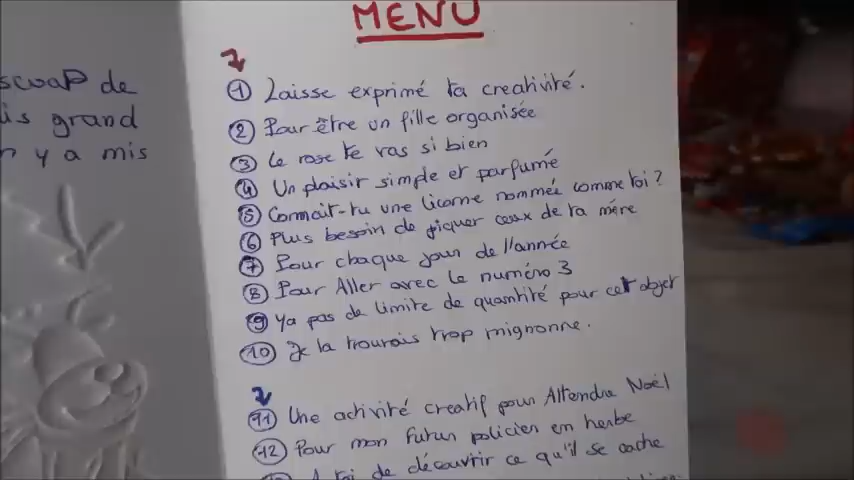 scoop de
is grand
n y a mis
MENU
① Laisse exprimé ta creativité.
② Pour être un fille organisée
③ Le rose te vas si bien
④ Un plaisir simple et parfumé
⑤ Connait-tu une licorne nommée comme toi ?
⑥ Plus besoin de piquer ceux de ta mère
⑦ Pour chaque jour de l'année
⑧ Pour Aller avec le numéro 3
⑨ Ya pas de limite de quantité pour cet objet
⑩ Je la trouvais trop mignonne.
⑪ Une activité creatif pour Attendre Noël
⑫ Pour mon futur policier en herbe
A toi de découvrir ce qu'il se cache